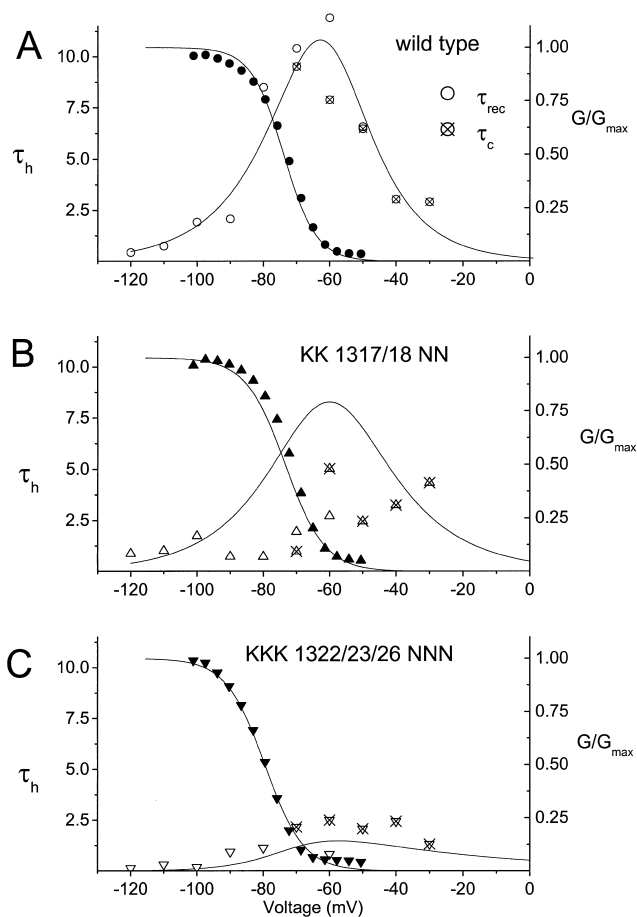 A
wild type
○ τrec
⊗ τc
τh
G/Gmax
10.0
7.5
5.0
2.5
1.00
0.75
0.50
0.25
-120 -100 -80 -60 -40 -20 0
B
KK 1317/18 NN
τh
G/Gmax
10.0
7.5
5.0
2.5
1.00
0.75
0.50
0.25
-120 -100 -80 -60 -40 -20 0
C
KKK 1322/23/26 NNN
τh
G/Gmax
10.0
7.5
5.0
2.5
1.00
0.75
0.50
0.25
-120 -100 -80 -60 -40 -20 0
Voltage (mV)